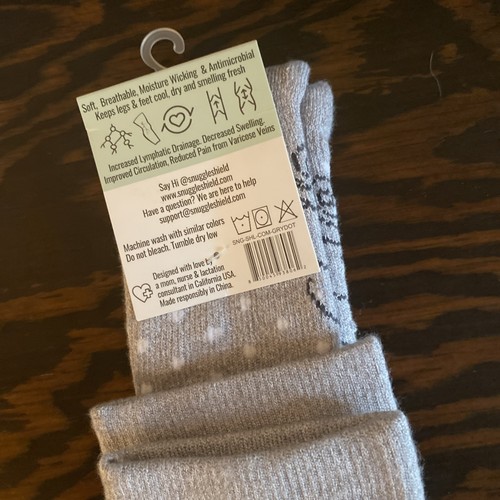 Soft, Breathable, Moisture Wicking & Antimicrobial
Keeps legs & feet cool, dry and smelling fresh
Increased Lymphatic Drainage. Decreased Swelling.
Improved Circulation, Reduced Pain from Varicose Veins
Say Hi @snuggleshield
www.snuggleshield.com
Have a question? We are here to help
support@snuggleshield.com
Machine wash with similar colors
Do not bleach. Tumble dry low
SNG-SHL-COM-GRYDOT
Designed with love by
a mom, nurse & lactation
consultant in California USA.
Made responsibly in China.